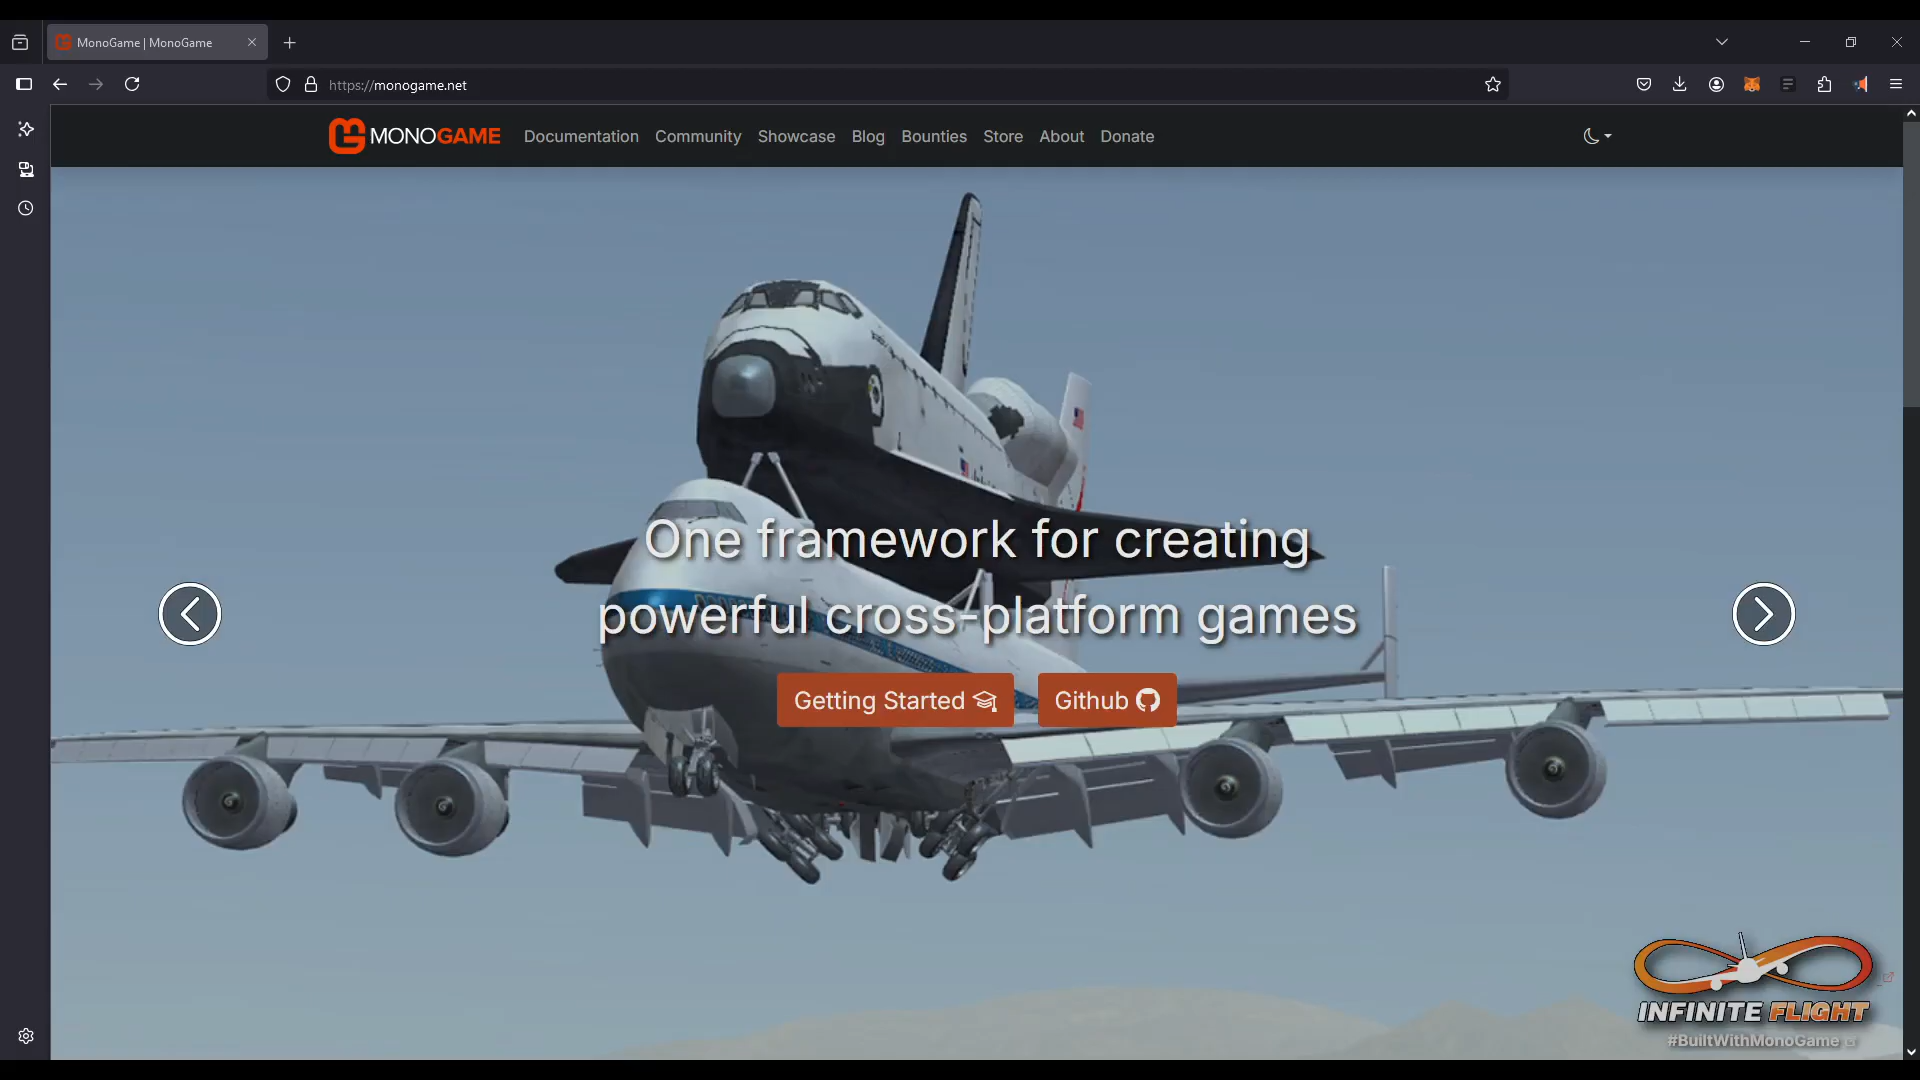 MonoGame | MonoGame
https://monogame.net
MONOGAME
Documentation
Community
Showcase
Blog
Bounties
Store
About
Donate
One framework for creating
powerful cross-platform games
Getting Started
Github
INFINITE FLIGHT
#BuiltWithMonoGame